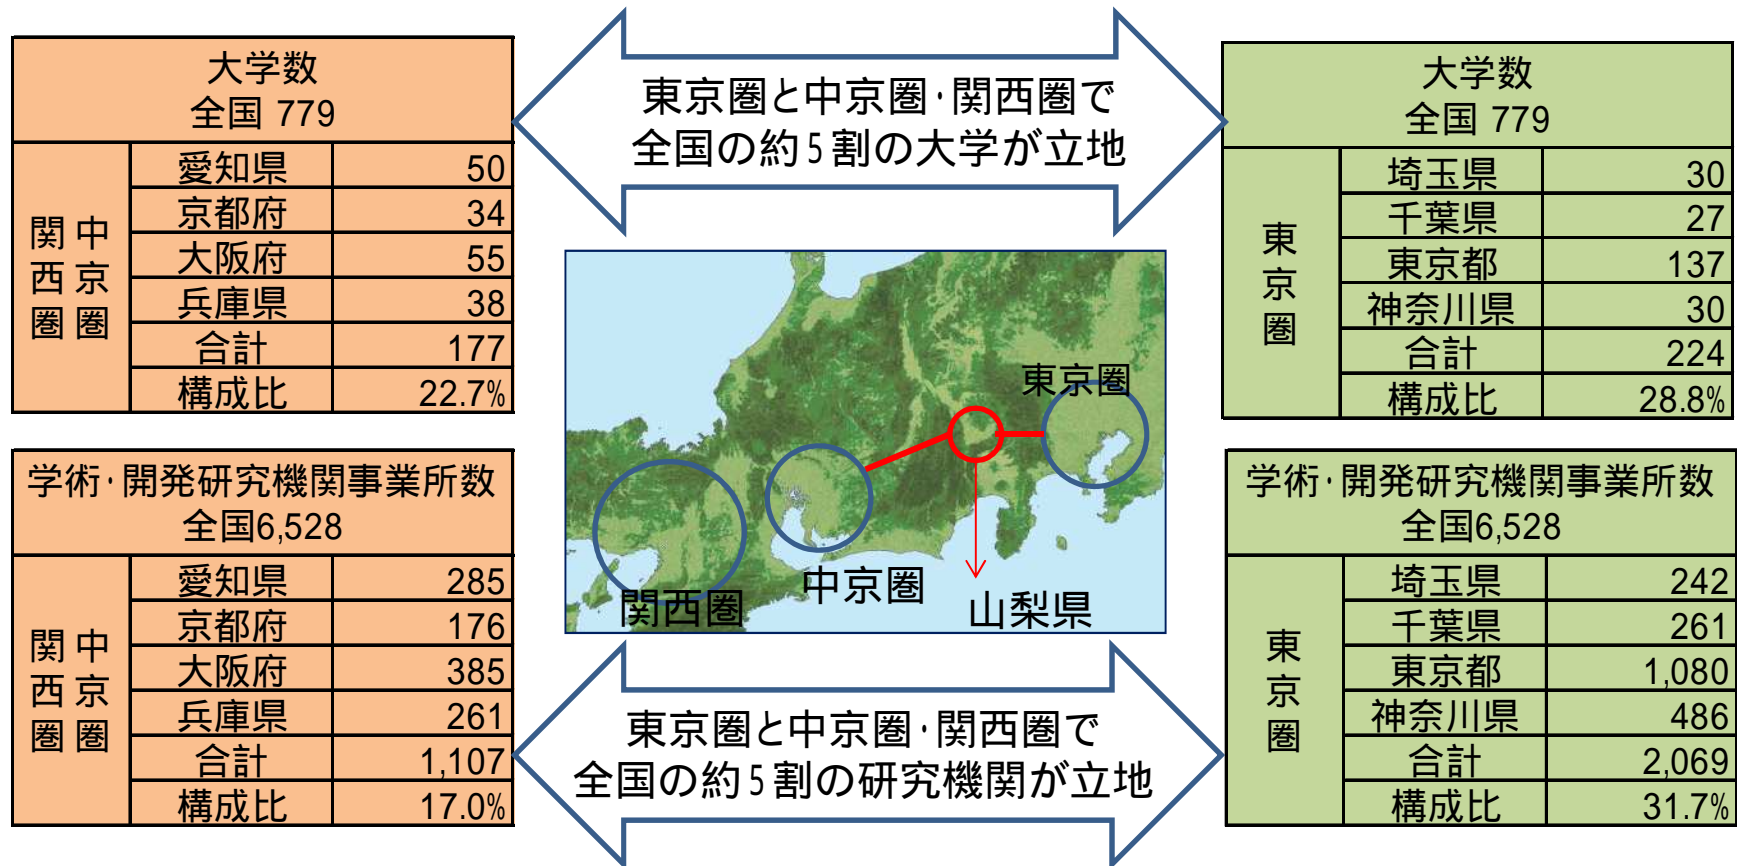 大学数
全国 779
中京圏
関西圏
愛知県 50
京都府 34
大阪府 55
兵庫県 38
合計 177
構成比 22.7%
東京圏と中京圏・関西圏で
全国の約5割の大学が立地
大学数
全国 779
東京圏
埼玉県 30
千葉県 27
東京都 137
神奈川県 30
合計 224
構成比 28.8%
東京圏
中京圏
関西圏
山梨県
学術・開発研究機関事業所数
全国6,528
中京圏
関西圏
愛知県 285
京都府 176
大阪府 385
兵庫県 261
合計 1,107
構成比 17.0%
東京圏と中京圏・関西圏で
全国の約5割の研究機関が立地
学術・開発研究機関事業所数
全国6,528
東京圏
埼玉県 242
千葉県 261
東京都 1,080
神奈川県 486
合計 2,069
構成比 31.7%